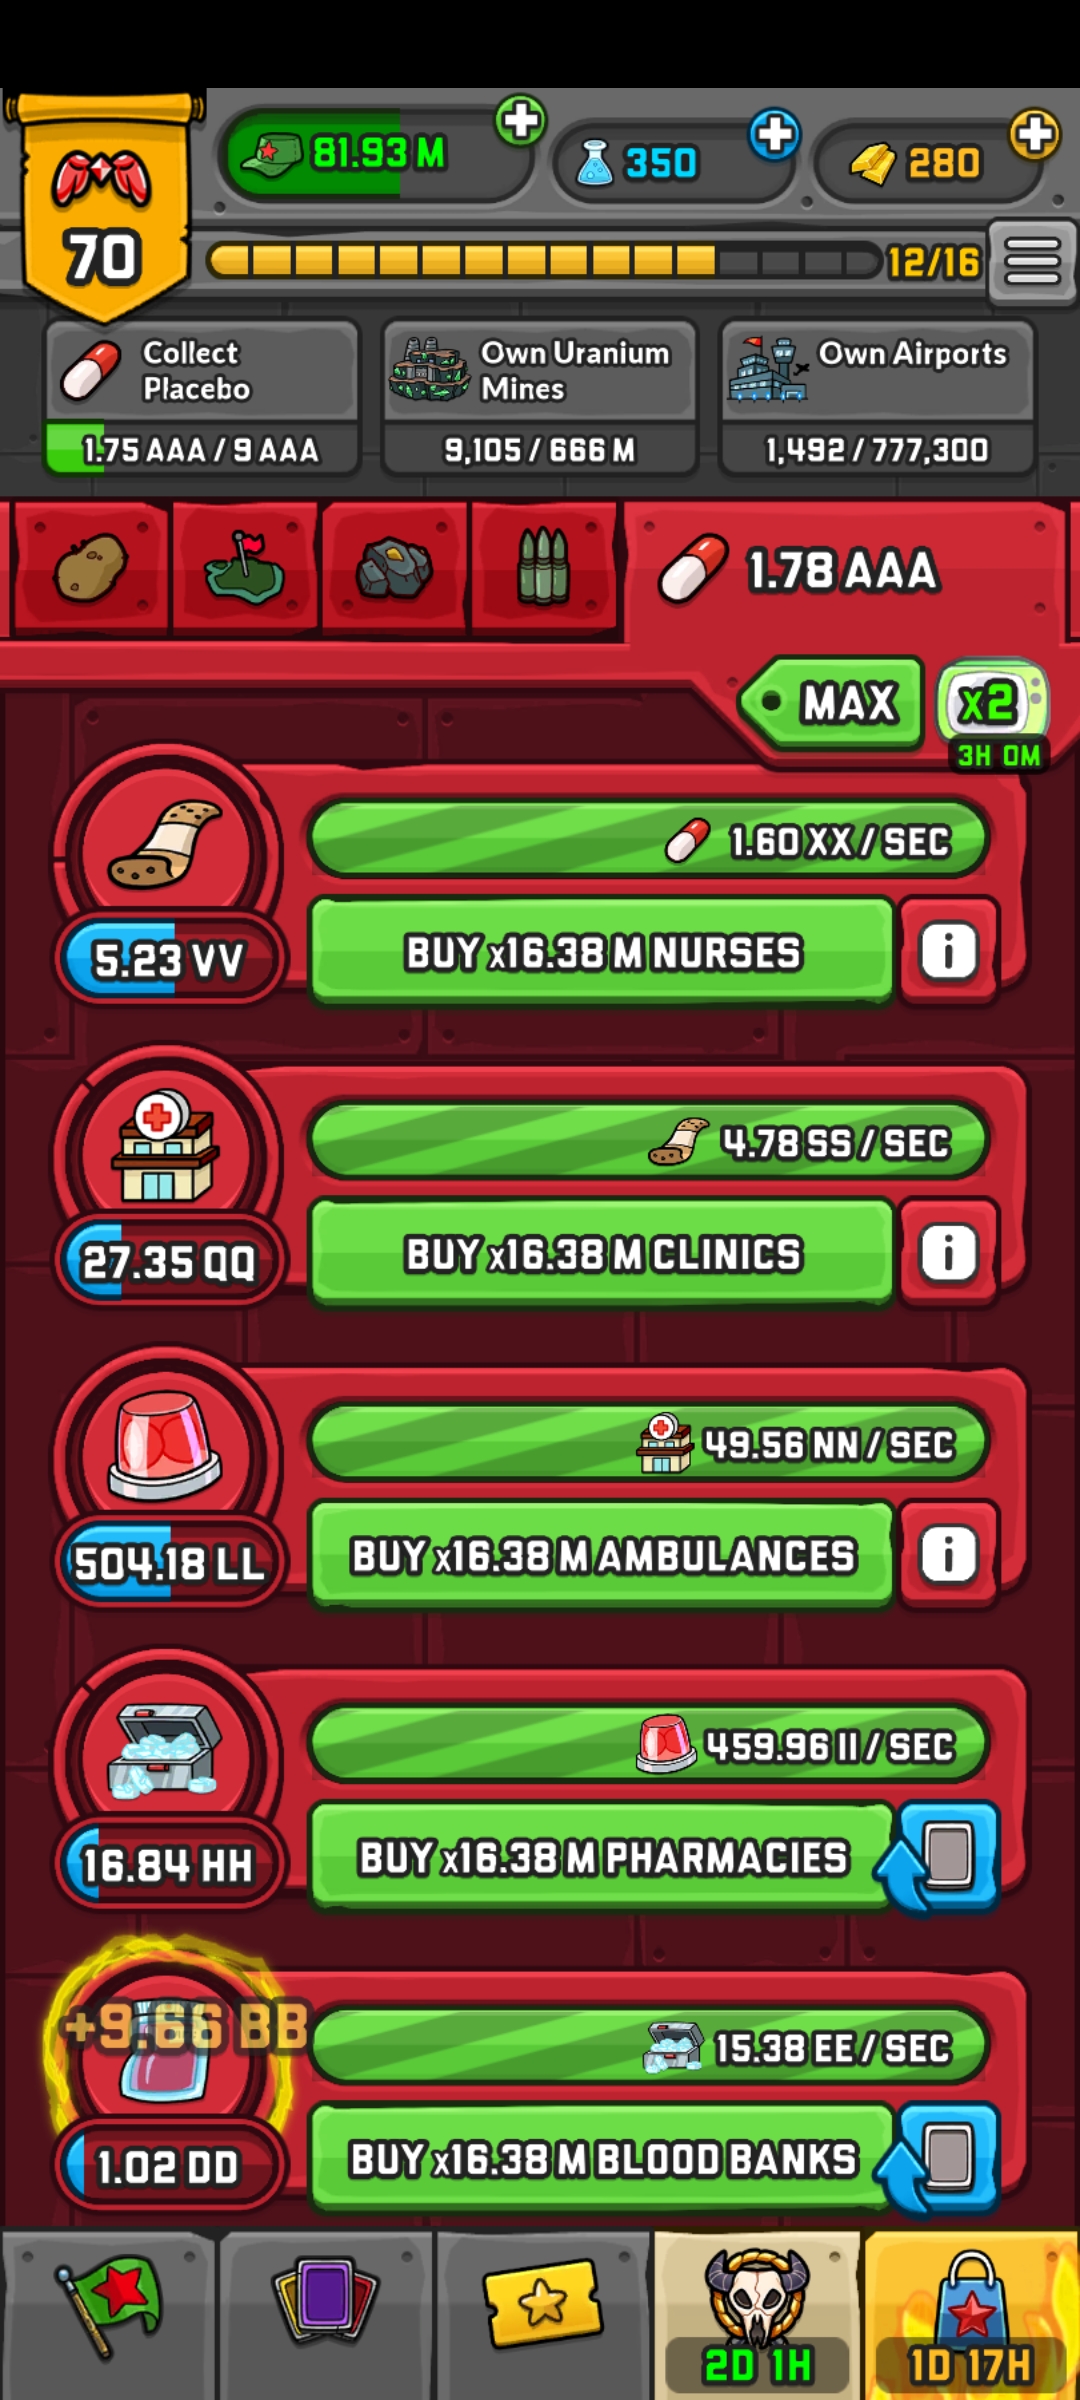 70
81.93 M
350
280
12/16
Collect
Placebo
1.75 AAA / 9 AAA
Own Uranium
Mines
9,105 / 666 M
Own Airports
1,492 / 777,300
1.78 AAA
MAX
x2
3H 0M
1.60 XX / SEC
5.23 VV
BUY x16.38 M NURSES
i
4.78 SS / SEC
27.35 QQ
BUY x16.38 M CLINICS
i
49.56 NN / SEC
504.18 LL
BUY x16.38 M AMBULANCES
i
459.96 II / SEC
16.84 HH
BUY x16.38 M PHARMACIES
+9.66 BB
15.38 EE / SEC
1.02 DD
BUY x16.38 M BLOOD BANKS
2D 1H
1D 17H